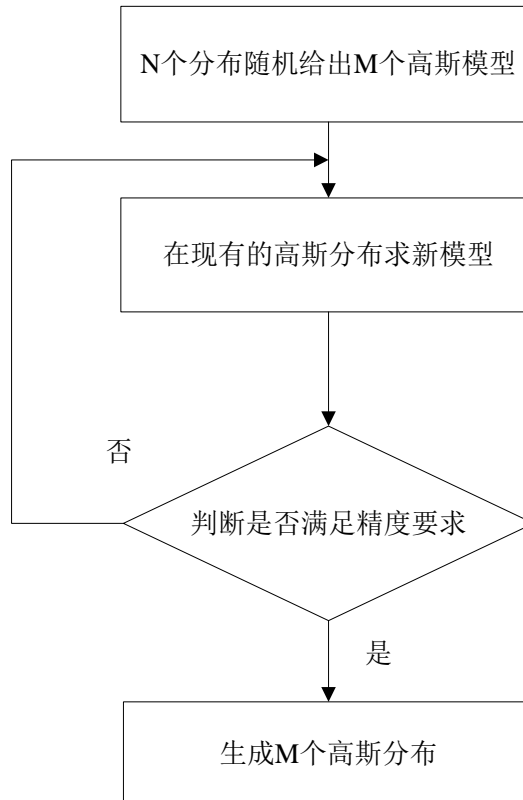 N个分布随机给出M个高斯模型
在现有的高斯分布求新模型
否
判断是否满足精度要求
是
生成M个高斯分布